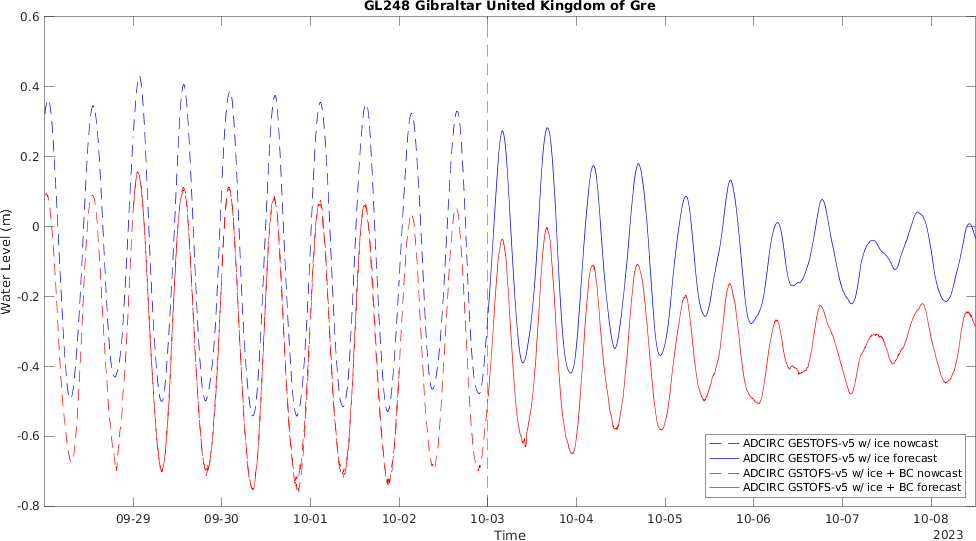 GL248 Gibraltar United Kingdom of Gre
0.6
0.4
0.2
0
-0.2
-0.4
-0.6
-0.8
Water Level (m)
ADCIRC GESTOFS-v5 w/ ice nowcast
ADCIRC GESTOFS-v5 w/ ice forecast
ADCIRC GSTOFS-v5 w/ ice + BC nowcast
ADCIRC GSTOFS-v5 w/ ice + BC forecast
09-29 09-30 10-01 10-02 10-03 10-04 10-05 10-06 10-07 10-08
Time
2023